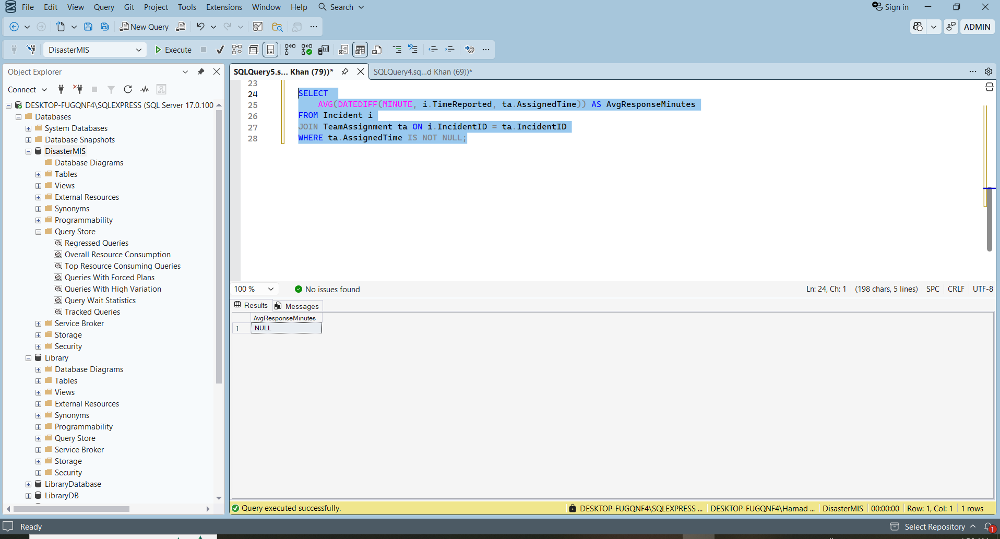 File Edit View Query Git Project Tools Extensions Window Help Search Sign in
New Query ADMIN
DisasterMIS Execute
Object Explorer
Connect
DESKTOP-FUGQNF4\SQLEXPRESS (SQL Server 17.0.100
Databases
System Databases
Database Snapshots
DisasterMIS
Database Diagrams
Tables
Views
External Resources
Synonyms
Programmability
Query Store
Regressed Queries
Overall Resource Consumption
Top Resource Consuming Queries
Queries With Forced Plans
Queries With High Variation
Query Wait Statistics
Tracked Queries
Service Broker
Storage
Security
Library
Database Diagrams
Tables
Views
External Resources
Synonyms
Programmability
Query Store
Service Broker
Storage
Security
LibraryDatabase
LibraryDB
SQLQuery5.s... Khan (79))* SQLQuery4.sq...d Khan (69))*
23
24 SELECT
25 AVG(DATEDIFF(MINUTE, i.TimeReported, ta.AssignedTime)) AS AvgResponseMinutes
26 FROM Incident i
27 JOIN TeamAssignment ta ON i.IncidentID = ta.IncidentID
28 WHERE ta.AssignedTime IS NOT NULL;
100 % No issues found Ln: 24, Ch: 1 (198 chars, 5 lines) SPC CRLF UTF-8
Results Messages
AvgResponseMinutes
1 NULL
Query executed successfully. DESKTOP-FUGQNF4\SQLEXPRESS ... DESKTOP-FUGQNF4\Hamad ... DisasterMIS 00:00:00 Row: 1, Col: 1 1 rows
Ready Select Repository 1